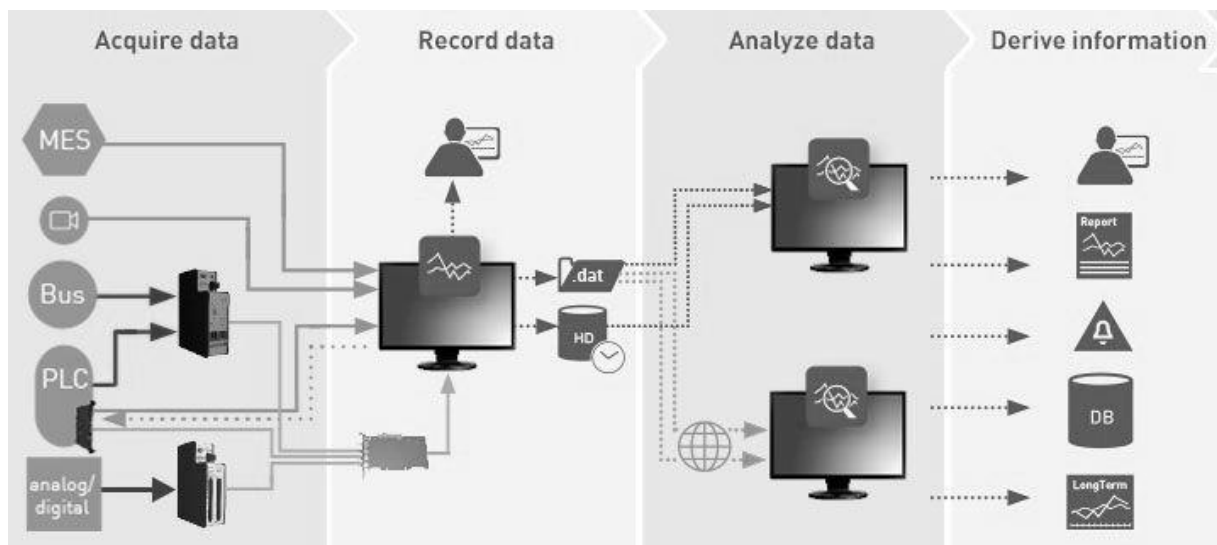 Acquire data
Record data
Analyze data
Derive information
MES
Bus
PLC
analog/
digital
.dat
HD
Report
DB
LongTerm